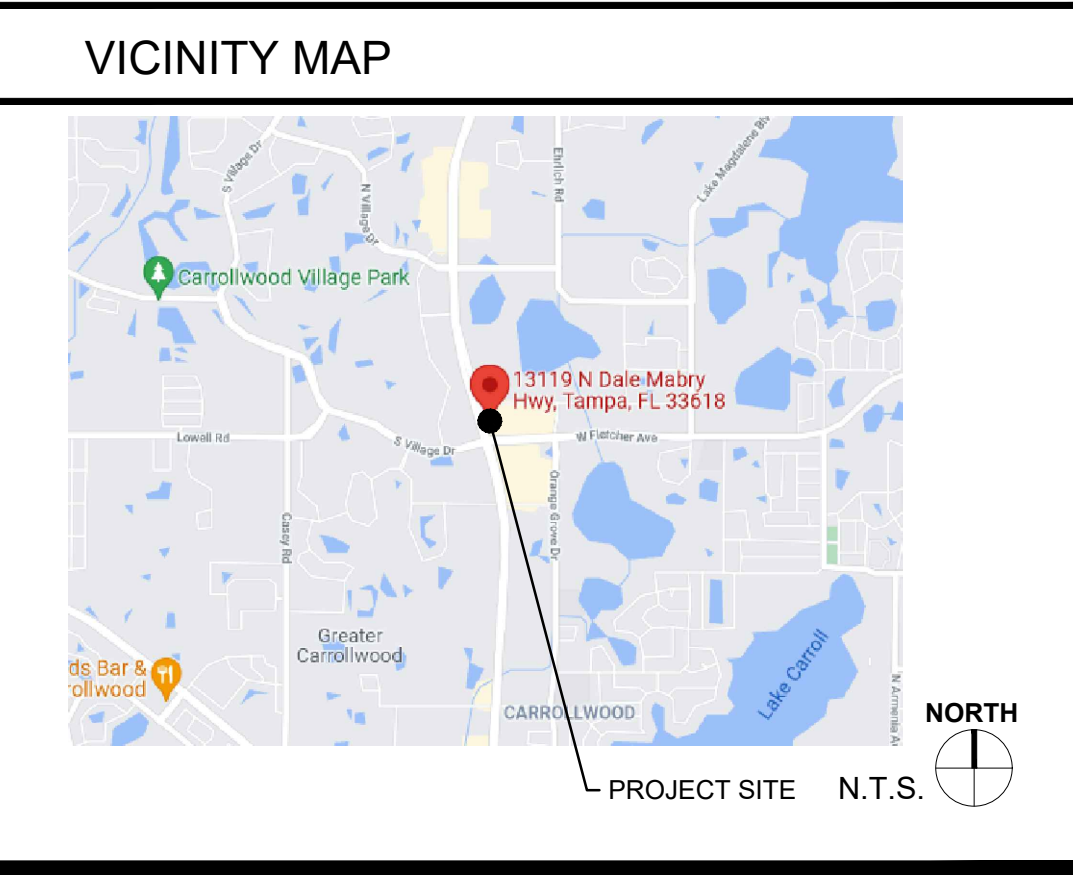 VICINITY MAP
S Village Dr
N Village Dr
Ehrlich Rd
Lake Magdalene Blv
Carrollwood Village Park
13119 N Dale Mabry
Hwy, Tampa, FL 33618
Lowell Rd
S Village Dr
W Fletcher Ave
Orange Grove Dr
Casey Rd
Greater
Carrollwood
ds Bar &
ollwood
Lake Carroll
N Armenia A
CARROLLWOOD
NORTH
PROJECT SITE
N.T.S.